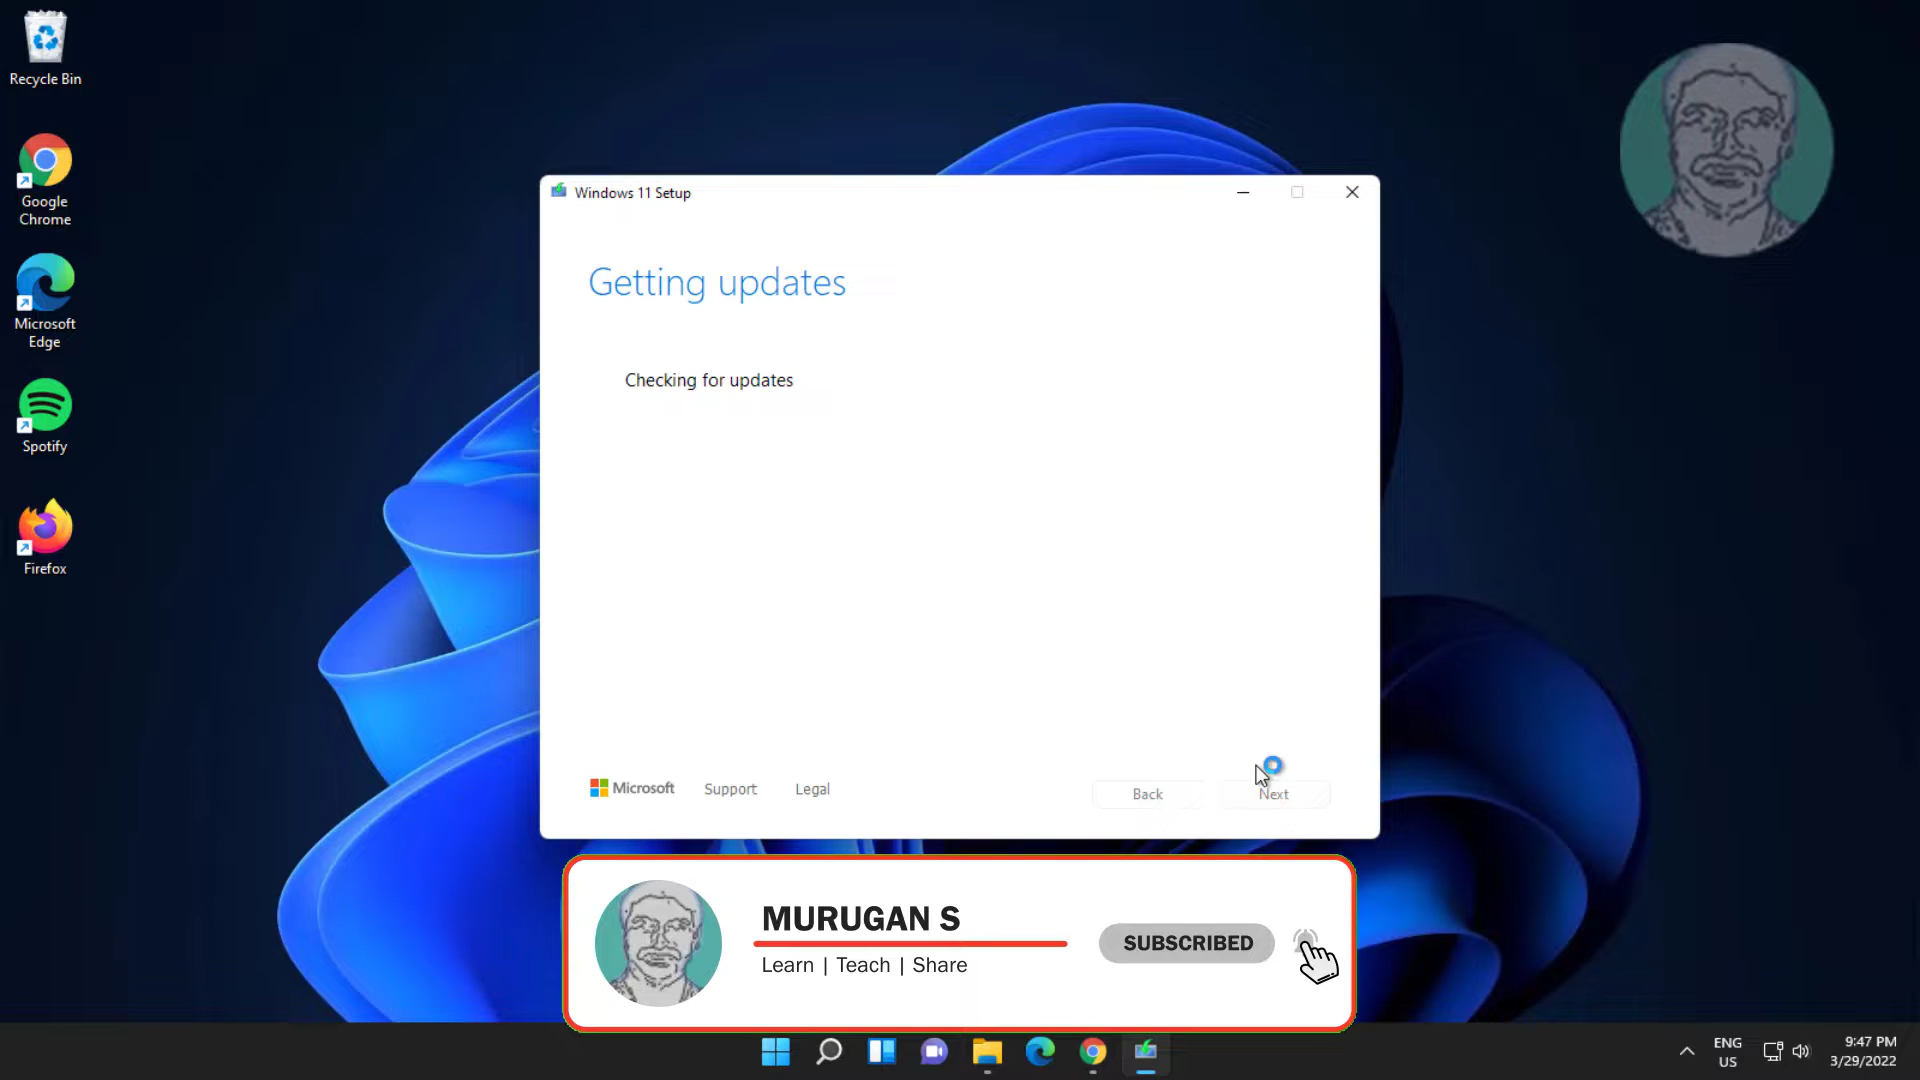 Recycle Bin
Google
Chrome
Microsoft
Edge
Spotify
Firefox
Windows 11 Setup
Getting updates
Checking for updates
Microsoft
Support
Legal
Back
Next
MURUGAN S
Learn | Teach | Share
SUBSCRIBED
ENG
US
9:47 PM
3/29/2022